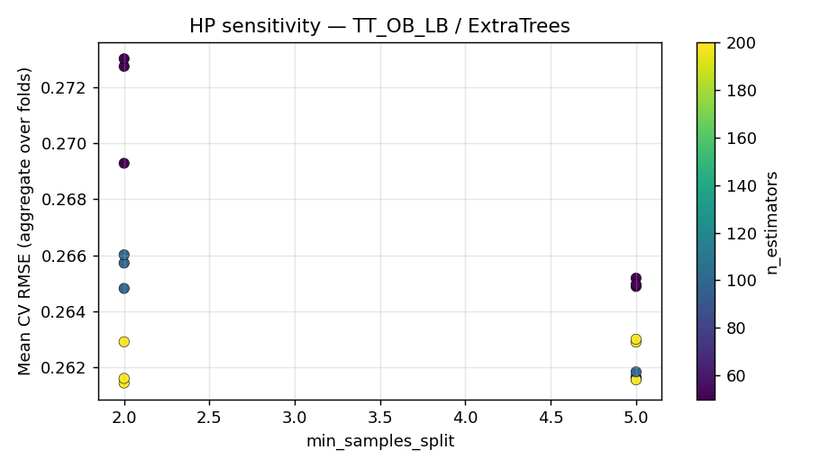 HP sensitivity — TT_OB_LB / ExtraTrees
Mean CV RMSE (aggregate over folds)
0.272
0.270
0.268
0.266
0.264
0.262
2.0 2.5 3.0 3.5 4.0 4.5 5.0
min_samples_split
200
180
160
140
120
100
80
60
n_estimators